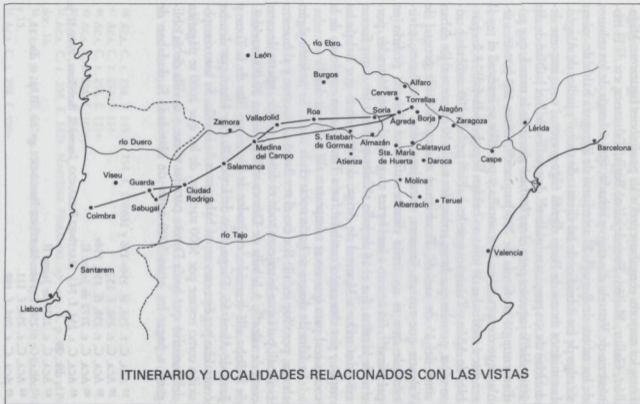 río Ebro
León
Burgos
Alfaro
Cervera
Torrellas
Soria
Alagón
Roa
Valladolid
Zamora
Borja
Agreda
Zaragoza
Lérida
Barcelona
río Duero
S. Esteban
de Gormaz
Almazán
Medina
del Campo
Sta. María
de Huerta
Calatayud
Atienza
Daroca
Caspe
Salamanca
Viseu
Guarda
Ciudad
Rodrigo
Molina
Sabugal
Coimbra
Albarracín
Teruel
río Tajo
Valencia
Santarem
Lisboa
ITINERARIO Y LOCALIDADES RELACIONADOS CON LAS VISTAS